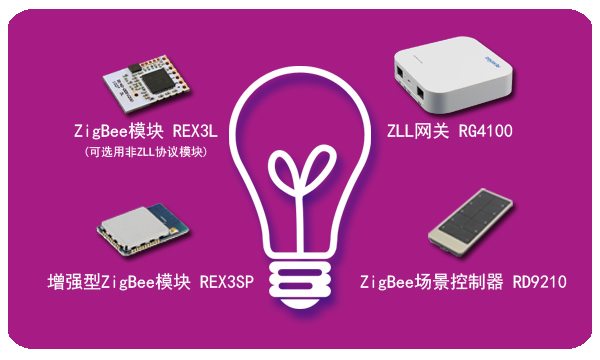 ZigBee模块 REX3L
(可选用非ZLL协议模块)
ZLL网关 RG4100
增强型ZigBee模块 REX3SP
ZigBee场景控制器 RD9210